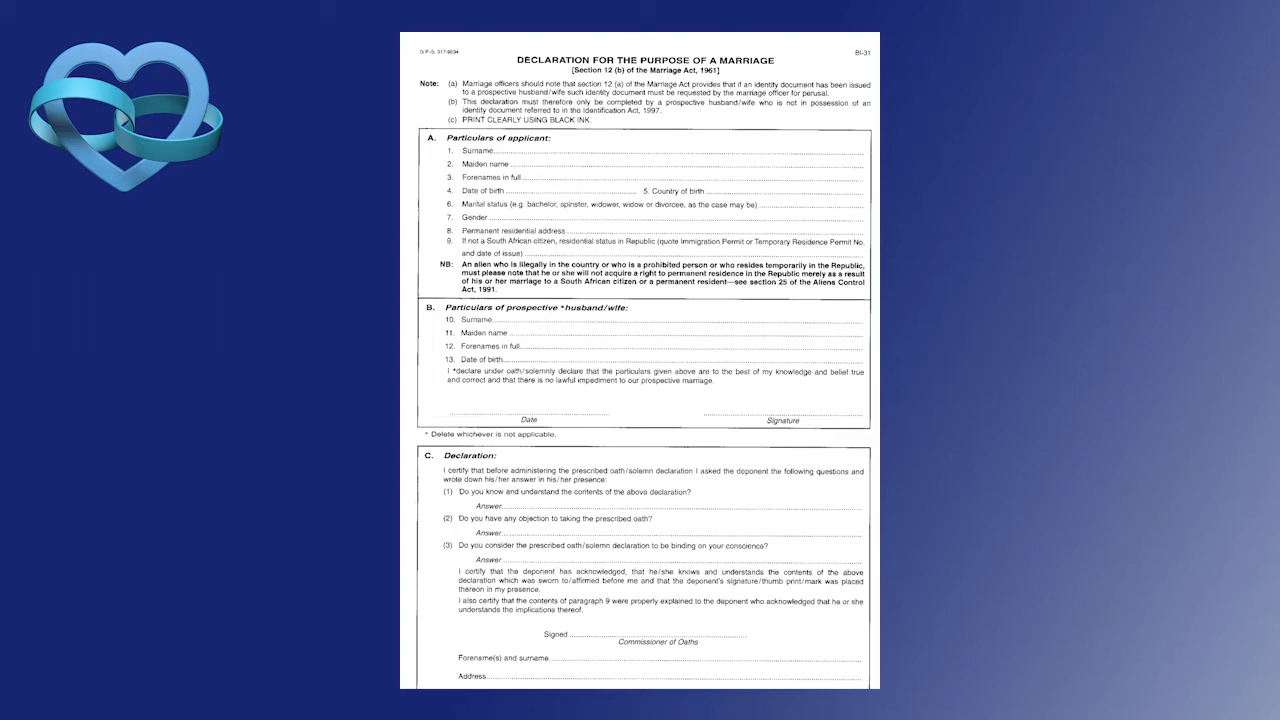 G.P.-S. 317-9034
BI-31
DECLARATION FOR THE PURPOSE OF A MARRIAGE
[Section 12 (b) of the Marriage Act, 1961]
Note: (a) Marriage officers should note that section 12 (a) of the Marriage Act provides that if an identity document has been issued
to a prospective husband/wife such identity document must be requested by the marriage officer for perusal.
(b) This declaration must therefore only be completed by a prospective husband/wife who is not in possession of an
identity document referred to in the Identification Act, 1997.
(c) PRINT CLEARLY USING BLACK INK.
A. Particulars of applicant:
1. Surname
2. Maiden name
3. Forenames in full
4. Date of birth 5. Country of birth
6. Marital status (e.g. bachelor, spinster, widower, widow or divorcee, as the case may be)
7. Gender
8. Permanent residential address
9. If not a South African citizen, residential status in Republic (quote Immigration Permit or Temporary Residence Permit No.
and date of issue)
NB: An alien who is illegally in the country or who is a prohibited person or who resides temporarily in the Republic,
must please note that he or she will not acquire a right to permanent residence in the Republic merely as a result
of his or her marriage to a South African citizen or a permanent resident—see section 25 of the Aliens Control
Act, 1991.
B. Particulars of prospective *husband/wife:
10. Surname
11. Maiden name
12. Forenames in full
13. Date of birth
I *declare under oath/solemnly declare that the particulars given above are to the best of my knowledge and belief true
and correct and that there is no lawful impediment to our prospective marriage.
Date Signature
* Delete whichever is not applicable.
C. Declaration:
I certify that before administering the prescribed oath/solemn declaration I asked the deponent the following questions and
wrote down his/her answer in his/her presence:
(1) Do you know and understand the contents of the above declaration?
Answer
(2) Do you have any objection to taking the prescribed oath?
Answer
(3) Do you consider the prescribed oath/solemn declaration to be binding on your conscience?
Answer
I certify that the deponent has acknowledged, that he/she knows and understands the contents of the above
declaration which was sworn to/affirmed before me and that the deponent's signature/thumb print/mark was placed
thereon in my presence.
I also certify that the contents of paragraph 9 were properly explained to the deponent who acknowledged that he or she
understands the implications thereof.
Signed
Commissioner of Oaths
Forename(s) and surname
Address